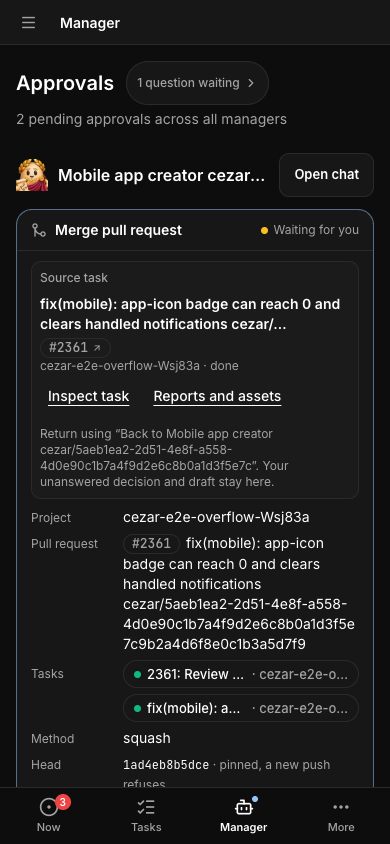 Manager
Approvals
1 question waiting
2 pending approvals across all managers
Mobile app creator cezar...
Open chat
Merge pull request
Waiting for you
Source task
fix(mobile): app-icon badge can reach 0 and
clears handled notifications cezar/...
#2361 ↗
cezar-e2e-overflow-Wsj83a · done
Inspect task
Reports and assets
Return using “Back to Mobile app creator
cezar/5aeb1ea2-2d51-4e8f-a558-
4d0e90c1b7a4f9d2e6c8b0a1d3f5e7c”. Your
unanswered decision and draft stay here.
Project
cezar-e2e-overflow-Wsj83a
Pull request
#2361 fix(mobile): app-icon
badge can reach 0 and clears
handled notifications
cezar/5aeb1ea2-2d51-4e8f-a558-
4d0e90c1b7a4f9d2e6c8b0a1d3f5e
7c9b2a4d6f8e0c1b3a5d7f9
Tasks
2361: Review ... · cezar-e2e-o...
fix(mobile): a... · cezar-e2e-o...
Method
squash
Head
1ad4eb8b5dce · pinned, a new push
refuses
3
Now
Tasks
Manager
More